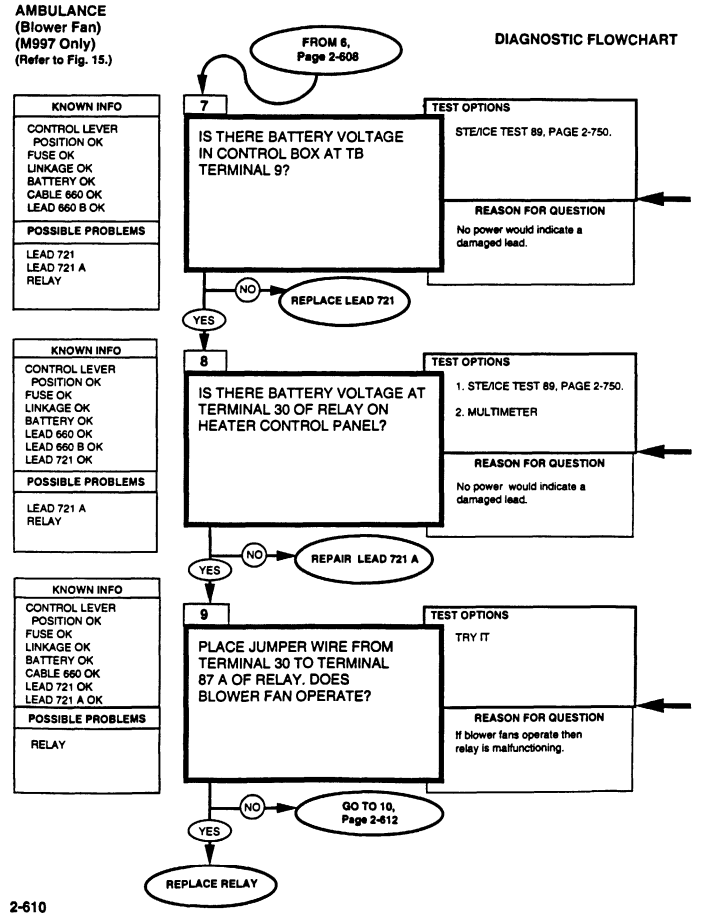 AMBULANCE
(Blower Fan)
(M997 Only)
(Refer to Fig. 15.)
DIAGNOSTIC FLOWCHART
FROM 6,
Page 2-608
KNOWN INFO
CONTROL LEVER
POSITION OK
FUSE OK
LINKAGE OK
BATTERY OK
CABLE 660 OK
LEAD 660 B OK
POSSIBLE PROBLEMS
LEAD 721
LEAD 721 A
RELAY
7
IS THERE BATTERY VOLTAGE
IN CONTROL BOX AT TB
TERMINAL 9?
TEST OPTIONS
STE/ICE TEST 89, PAGE 2-750.
REASON FOR QUESTION
No power would indicate a
damaged lead.
NO
REPLACE LEAD 721
YES
KNOWN INFO
CONTROL LEVER
POSITION OK
FUSE OK
LINKAGE OK
BATTERY OK
LEAD 660 OK
LEAD 660 B OK
LEAD 721 OK
POSSIBLE PROBLEMS
LEAD 721 A
RELAY
8
IS THERE BATTERY VOLTAGE AT
TERMINAL 30 OF RELAY ON
HEATER CONTROL PANEL?
TEST OPTIONS
1. STE/ICE TEST 89, PAGE 2-750.
2. MULTIMETER
REASON FOR QUESTION
No power would indicate a
damaged lead.
NO
REPAIR LEAD 721 A
YES
KNOWN INFO
CONTROL LEVER
POSITION OK
FUSE OK
LINKAGE OK
BATTERY OK
CABLE 660 OK
LEAD 721 OK
LEAD 721 A OK
POSSIBLE PROBLEMS
RELAY
9
PLACE JUMPER WIRE FROM
TERMINAL 30 TO TERMINAL
87 A OF RELAY. DOES
BLOWER FAN OPERATE?
TEST OPTIONS
TRY IT
REASON FOR QUESTION
If blower fans operate then
relay is malfunctioning.
NO
GO TO 10,
Page 2-612
YES
REPLACE RELAY
2-610